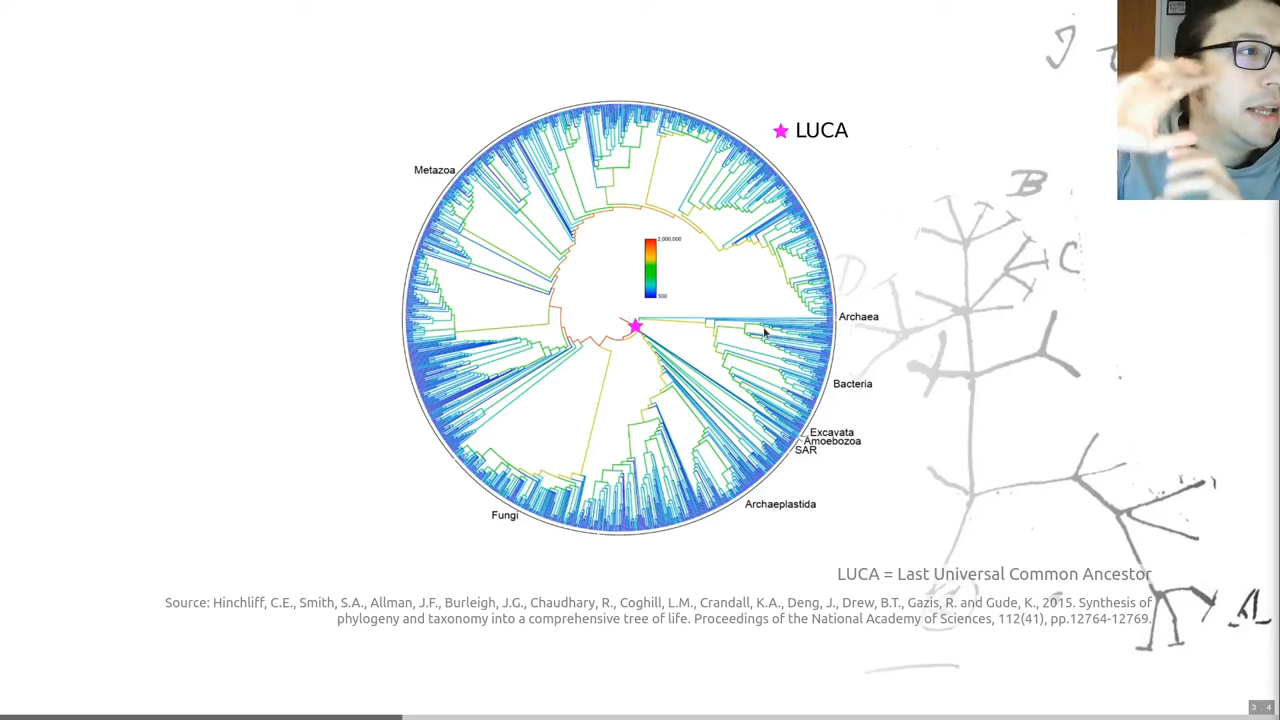 I
B
LUCA
Metazoa
C
D
2,000,000
500
Archaea
Bacteria
Excavata
Amoebozoa
SAR
Archaeplastida
Fungi
LUCA = Last Universal Common Ancestor
Source: Hinchliff, C.E., Smith, S.A., Allman, J.F., Burleigh, J.G., Chaudhary, R., Coghill, L.M., Crandall, K.A., Deng, J., Drew, B.T., Gazis, R. and Gude, K., 2015. Synthesis of
phylogeny and taxonomy into a comprehensive tree of life. Proceedings of the National Academy of Sciences, 112(41), pp.12764-12769.
A
3.4